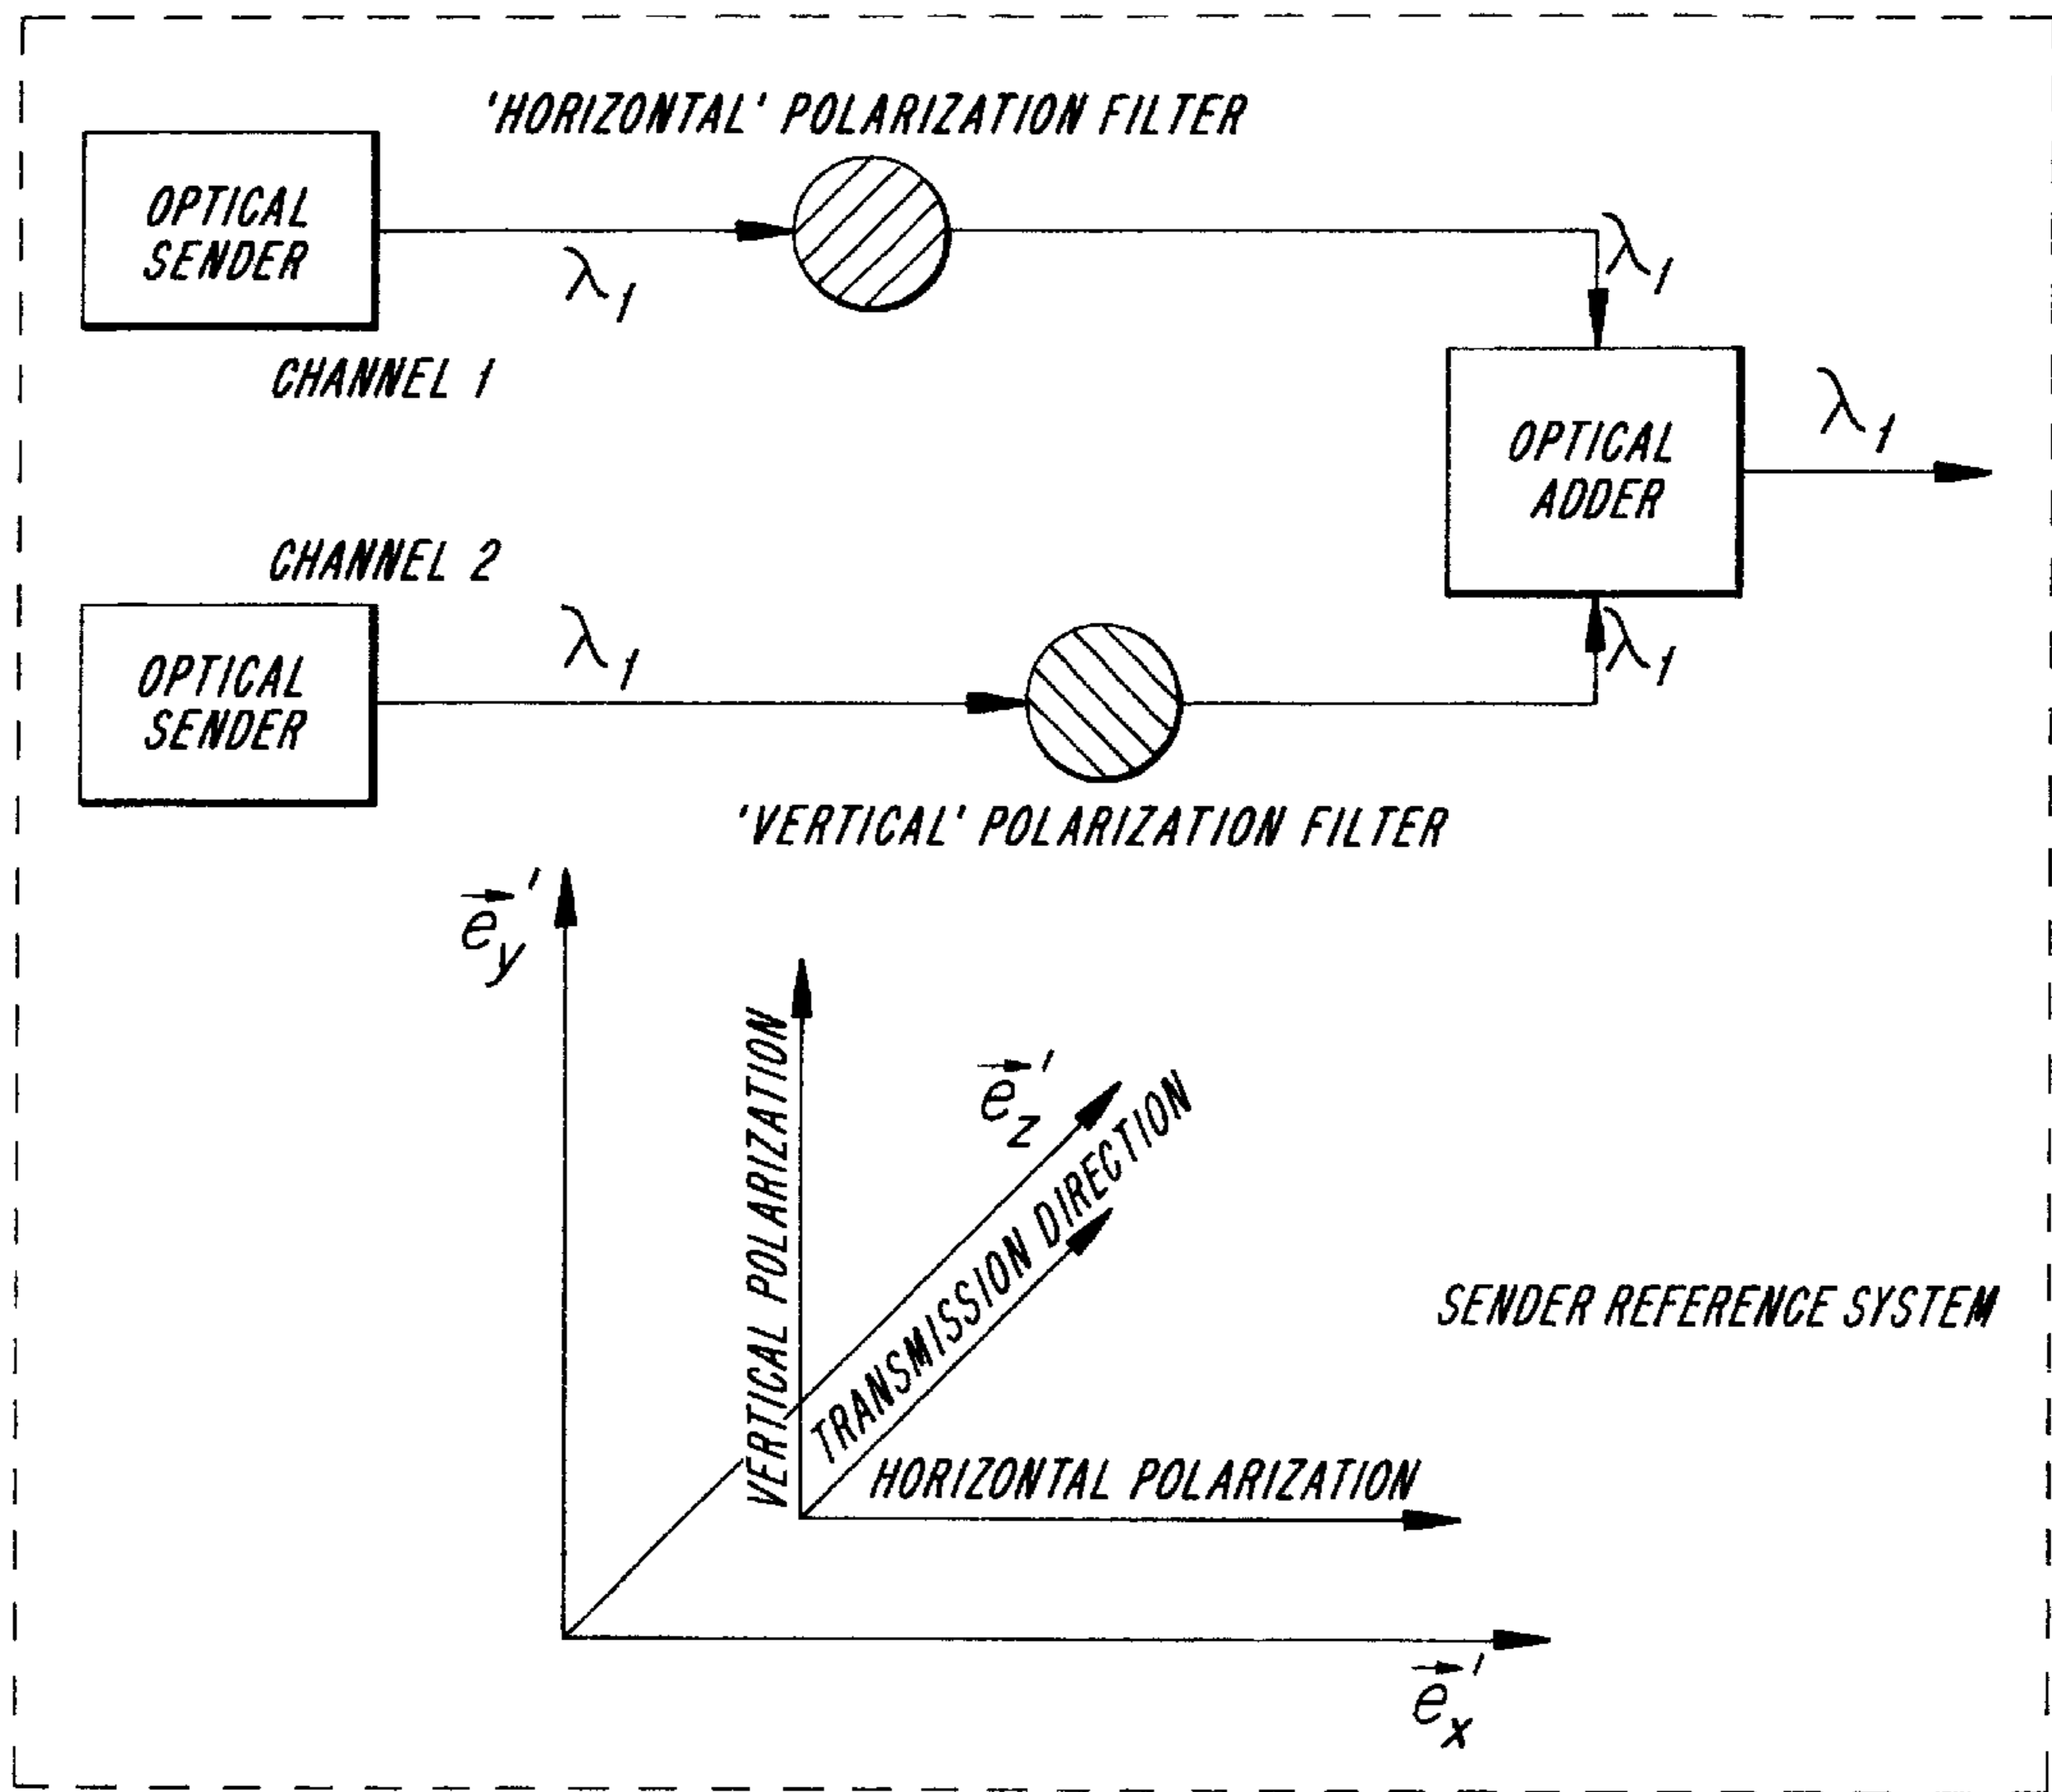 'HORIZONTAL' POLARIZATION FILTER
OPTICAL
SENDER
λ1
λ1
CHANNEL 1
OPTICAL
ADDER
λ1
CHANNEL 2
OPTICAL
SENDER
λ1
λ1
'VERTICAL' POLARIZATION FILTER
e⃗y'
VERTICAL POLARIZATION
e⃗z'
TRANSMISSION DIRECTION
SENDER REFERENCE SYSTEM
HORIZONTAL POLARIZATION
e⃗x'